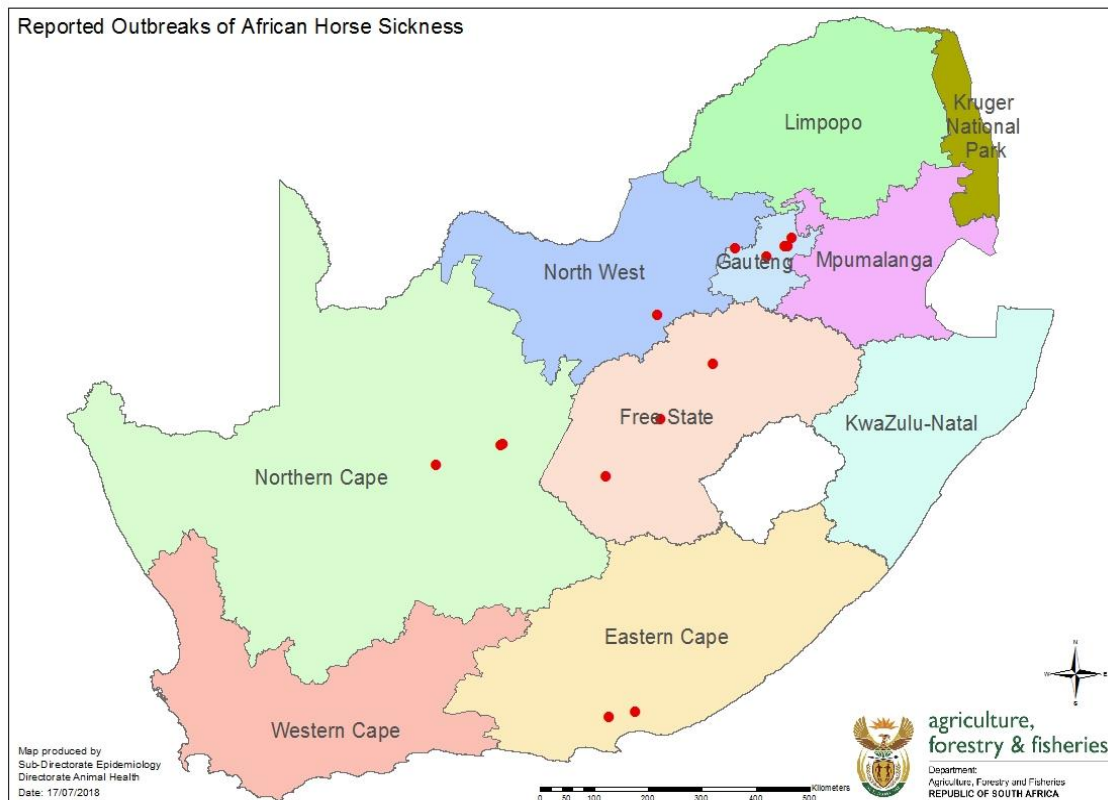 Reported Outbreaks of African Horse Sickness
Limpopo
Kruger
National
Park
North West
Gauteng
Mpumalanga
Free State
KwaZulu-Natal
Northern Cape
Eastern Cape
Western Cape
N
W
E
S
Map produced by
Sub-Directorate Epidemiology
Directorate Animal Health
Date: 17/07/2018
Kilometers
0 50 100 200 300 400 500
agriculture,
forestry & fisheries
Department:
Agriculture, Forestry and Fisheries
REPUBLIC OF SOUTH AFRICA